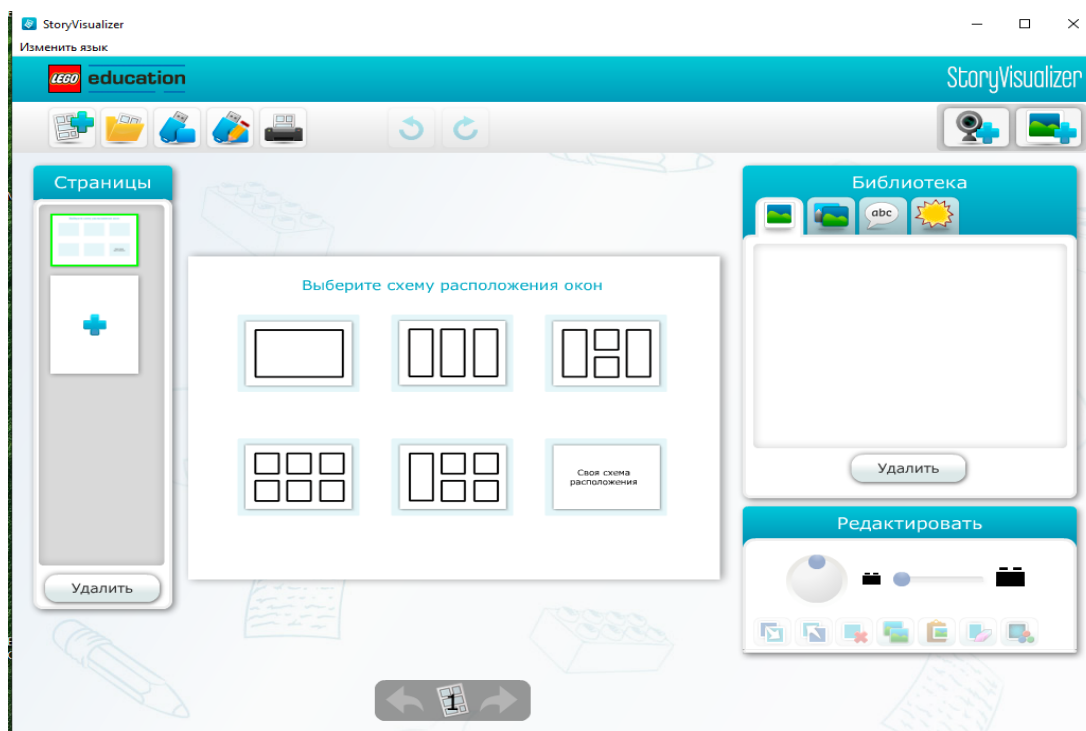 StoryVisualizer
Изменить язык
LEGO education
StoryVisualizer
Страницы
Удалить
Выберите схему расположения окон
Своя схема
расположения
1
Библиотека
abc
Удалить
Редактировать